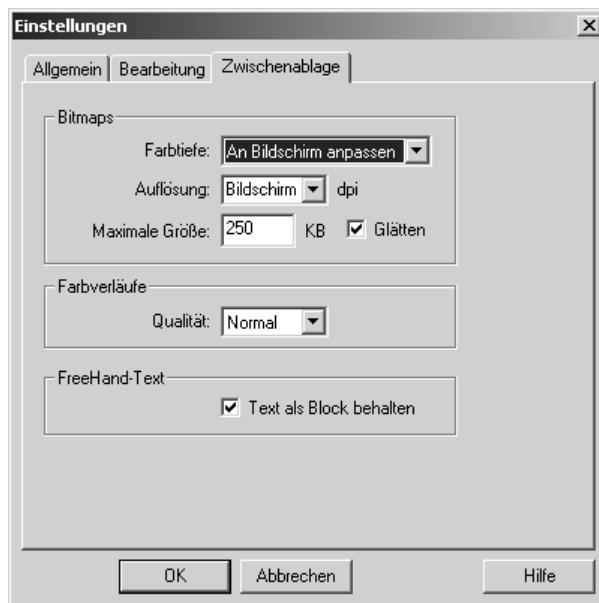 Einstellungen
Allgemein Bearbeitung Zwischenablage
Bitmaps
Farbtiefe: An Bildschirm anpassen
Auflösung: Bildschirm dpi
Maximale Größe: 250 KB Glätten
Farbverläufe
Qualität: Normal
FreeHand-Text
Text als Block behalten
OK Abbrechen Hilfe